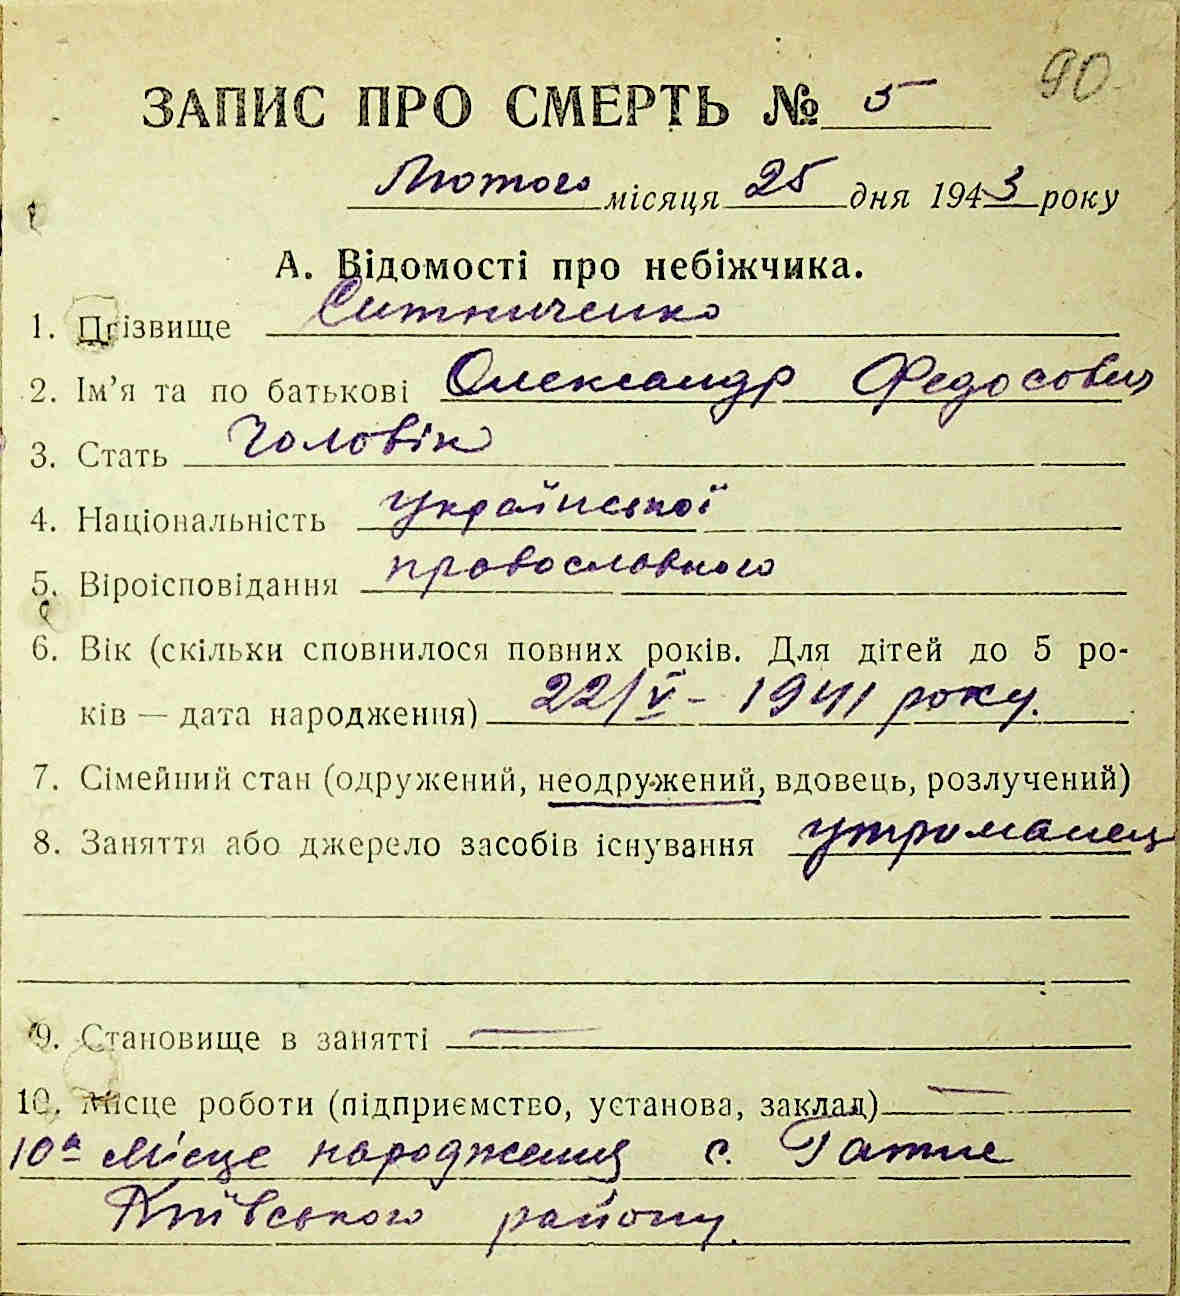 90
ЗАПИС ПРО СМЕРТЬ № 5
Лютого місяця 25 дня 1943 року
А. Відомості про небіжчика.
1. Прізвище Ситниченко
2. Ім'я та по батькові Олександр Федосович
3. Стать Чоловік
4. Національність української
5. Віроісповідання православного
6. Вік (скільки сповнилося повних років. Для дітей до 5 ро-
ків — дата народження) 22/V - 1941 року.
7. Сімейний стан (одружений, неодружений, вдовець, розлучений)
8. Заняття або джерело засобів існування утриманець
9. Становище в занятті —
10. Місце роботи (підприємство, установа, заклад) —
10а Місце народження с. Гатне
Київського району.